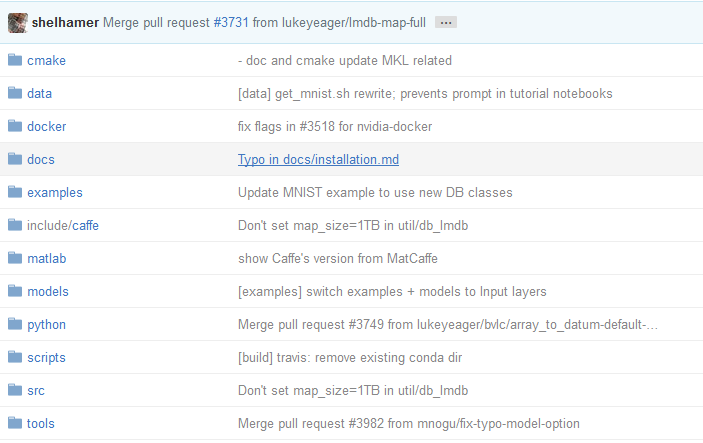 shelhamer Merge pull request #3731 from lukeyeager/lmdb-map-full ...
cmake - doc and cmake update MKL related
data [data] get_mnist.sh rewrite; prevents prompt in tutorial notebooks
docker fix flags in #3518 for nvidia-docker
docs Typo in docs/installation.md
examples Update MNIST example to use new DB classes
include/caffe Don't set map_size=1TB in util/db_lmdb
matlab show Caffe's version from MatCaffe
models [examples] switch examples + models to Input layers
python Merge pull request #3749 from lukeyeager/bvlc/array_to_datum-default-...
scripts [build] travis: remove existing conda dir
src Don't set map_size=1TB in util/db_lmdb
tools Merge pull request #3982 from mnogu/fix-typo-model-option